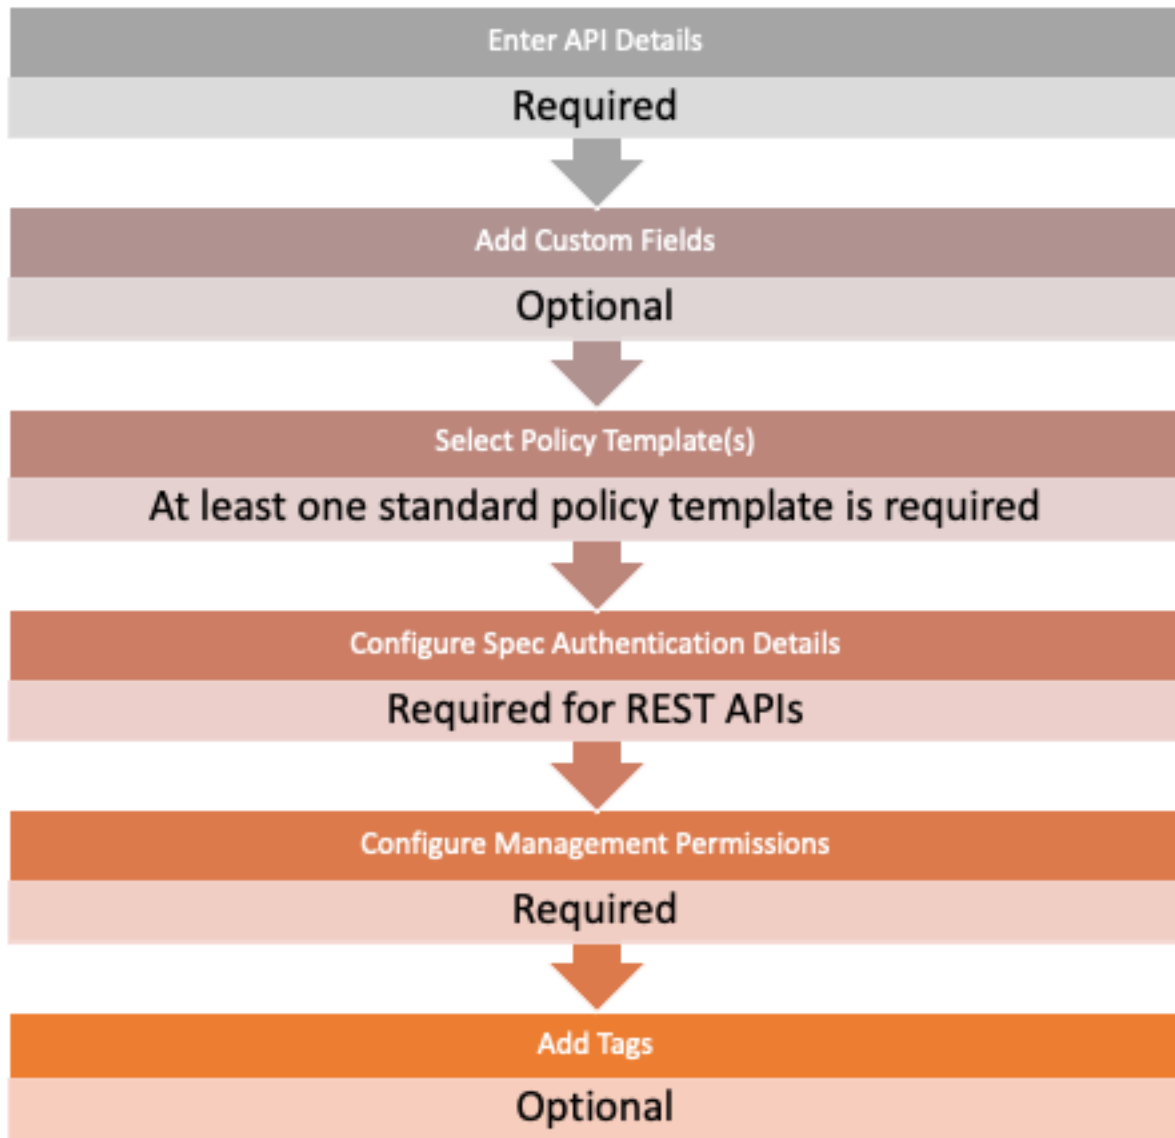 Enter API Details
Required
Add Custom Fields
Optional
Select Policy Template(s)
At least one standard policy template is required
Configure Spec Authentication Details
Required for REST APIs
Configure Management Permissions
Required
Add Tags
Optional